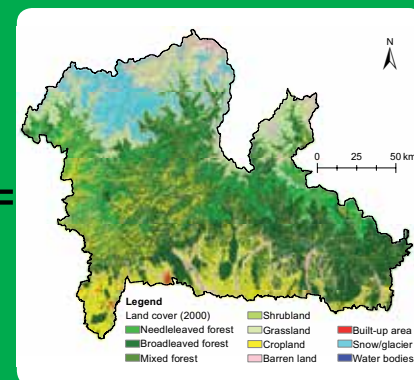 N
0 25 50 km
Legend
Land cover (2000)
Needleleaved forest
Broadleaved forest
Mixed forest
Shrubland
Grassland
Cropland
Barren land
Built-up area
Snow/glacier
Water bodies